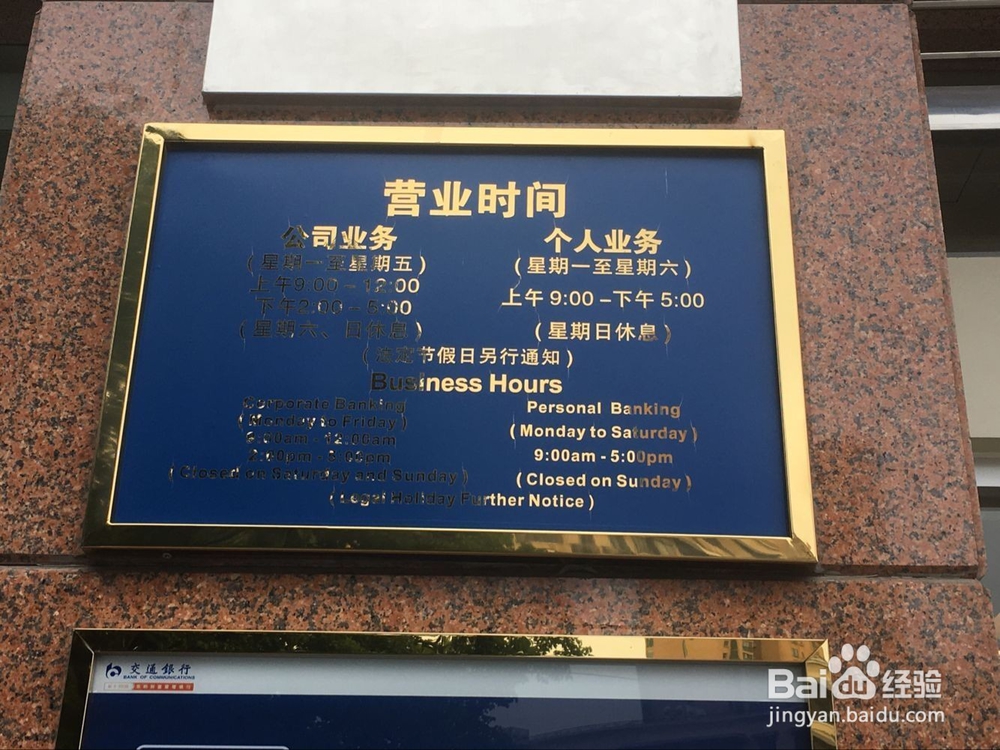 营业时间
公司业务
(星期一至星期五)
上午9:00-12:00
下午2:00-5:00
(星期六、日休息)
个人业务
(星期一至星期六)
上午9:00-下午5:00
(星期日休息)
(法定节假日另行通知)
Business Hours
Corporate Banking
(Monday to Friday)
9:00am-12:00am
2:00pm-5:00pm
(Closed on Saturday and Sunday)
Personal Banking
(Monday to Saturday)
9:00am-5:00pm
(Closed on Sunday)
(Legal Holiday Further Notice)
交通銀行
BANK OF COMMUNICATIONS
Baidu经验
jingyan.baidu.com